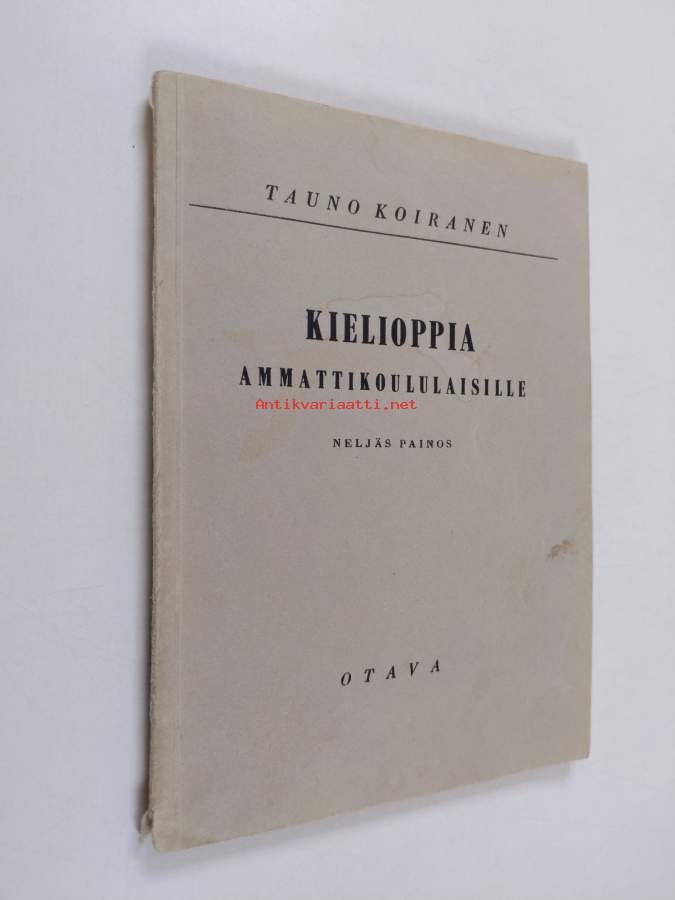 TAUNO KOIRANEN
KIELIOPPIA
AMMATTIKOULULAISILLE
Antikvariaatti.net
NELJÄS PAINOS
OTAVA